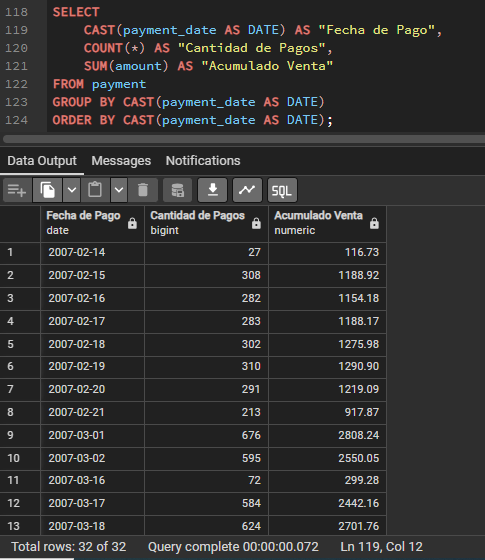 118 SELECT
119 CAST(payment_date AS DATE) AS "Fecha de Pago",
120 COUNT(*) AS "Cantidad de Pagos",
121 SUM(amount) AS "Acumulado Venta"
122 FROM payment
123 GROUP BY CAST(payment_date AS DATE)
124 ORDER BY CAST(payment_date AS DATE);
Data Output Messages Notifications
SQL
Fecha de Pago Cantidad de Pagos Acumulado Venta
date bigint numeric
1 2007-02-14 27 116.73
2 2007-02-15 308 1188.92
3 2007-02-16 282 1154.18
4 2007-02-17 283 1188.17
5 2007-02-18 302 1275.98
6 2007-02-19 310 1290.90
7 2007-02-20 291 1219.09
8 2007-02-21 213 917.87
9 2007-03-01 676 2808.24
10 2007-03-02 595 2550.05
11 2007-03-16 72 299.28
12 2007-03-17 584 2442.16
13 2007-03-18 624 2701.76
Total rows: 32 of 32 Query complete 00:00:00.072 Ln 119, Col 12